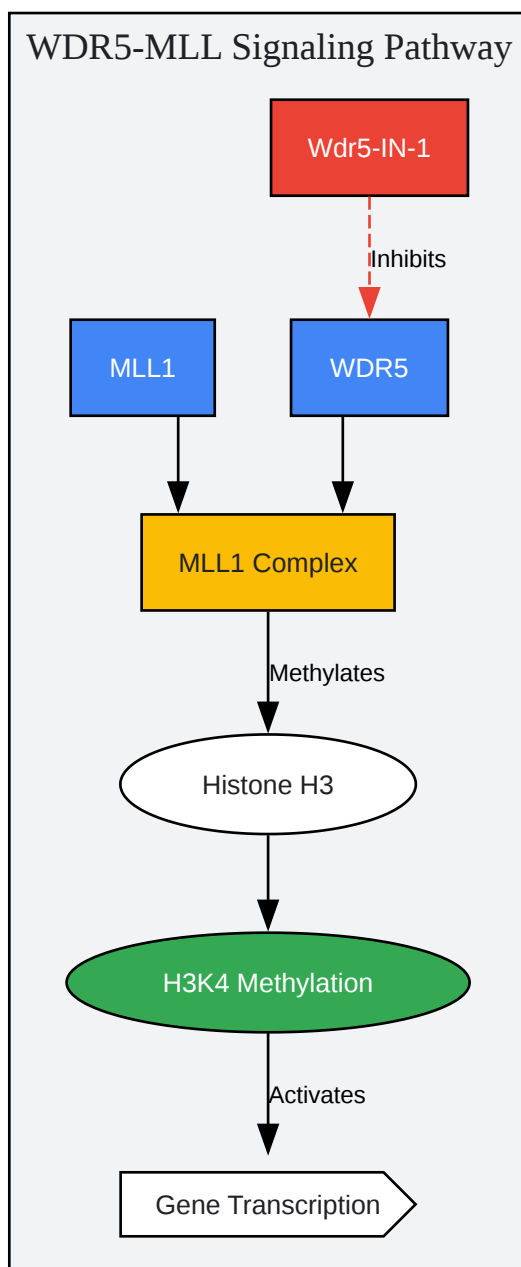 WDR5-MLL Signaling Pathway
Wdr5-IN-1
Inhibits
MLL1
WDR5
MLL1 Complex
Methylates
Histone H3
H3K4 Methylation
Activates
Gene Transcription